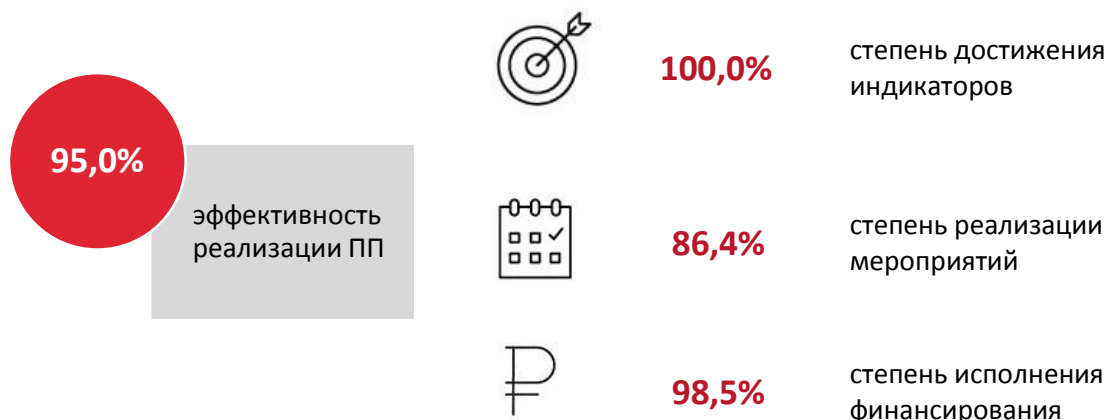 95,0%
эффективность
реализации ПП
100,0%
степень достижения
индикаторов
86,4%
степень реализации
мероприятий
98,5%
степень исполнения
финансирования